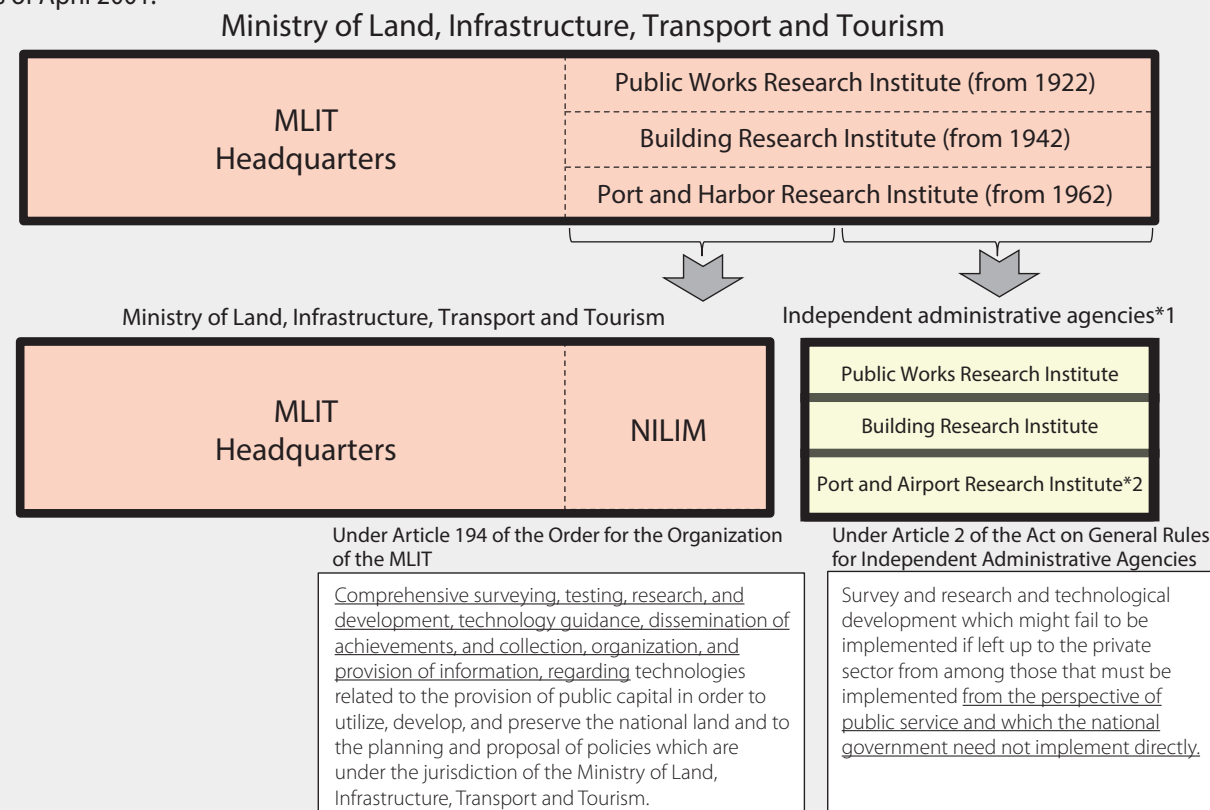 s of April 2001.
Ministry of Land, Infrastructure, Transport and Tourism
MLIT
Headquarters
Public Works Research Institute (from 1922)
Building Research Institute (from 1942)
Port and Harbor Research Institute (from 1962)
Ministry of Land, Infrastructure, Transport and Tourism
Independent administrative agencies*1
MLIT
Headquarters
NILIM
Public Works Research Institute
Building Research Institute
Port and Airport Research Institute*2
Under Article 194 of the Order for the Organization
of the MLIT
Comprehensive surveying, testing, research, and
development, technology guidance, dissemination of
achievements, and collection, organization, and
provision of information, regarding technologies
related to the provision of public capital in order to
utilize, develop, and preserve the national land and to
the planning and proposal of policies which are
under the jurisdiction of the Ministry of Land,
Infrastructure, Transport and Tourism.
Under Article 2 of the Act on General Rules
for Independent Administrative Agencies
Survey and research and technological
development which might fail to be
implemented if left up to the private
sector from among those that must be
implemented from the perspective of
public service and which the national
government need not implement directly.